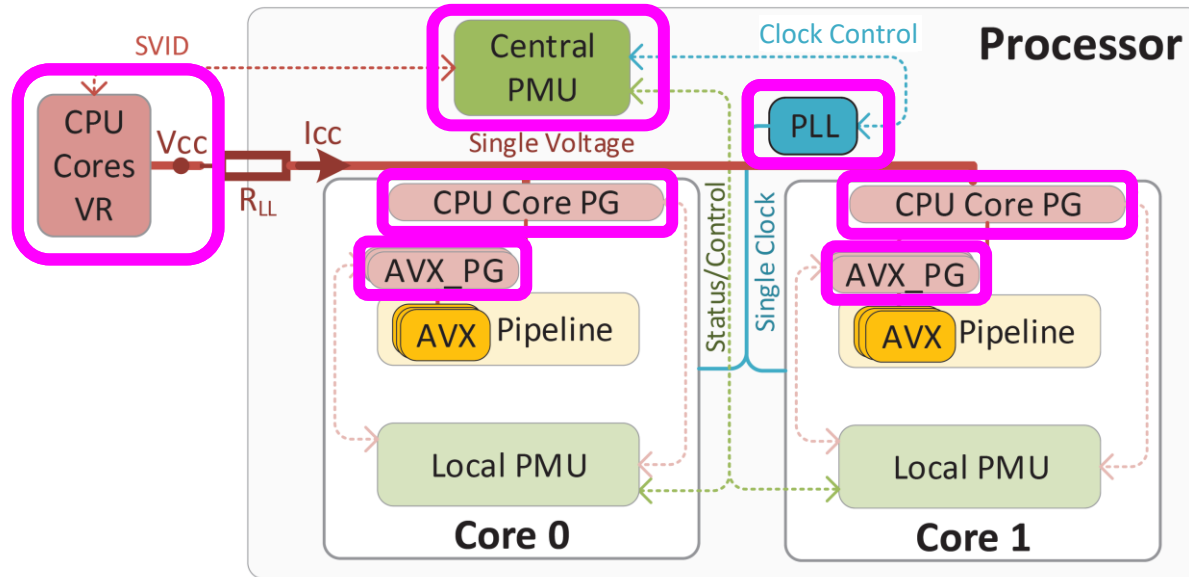 SVID
Central
PMU
Clock Control
Processor
CPU
Cores
VR
Vcc
Icc
RLL
Single Voltage
PLL
CPU Core PG
AVX_PG
AVX
Pipeline
Local PMU
Core 0
Status/Control
Single Clock
CPU Core PG
AVX_PG
AVX
Pipeline
Local PMU
Core 1